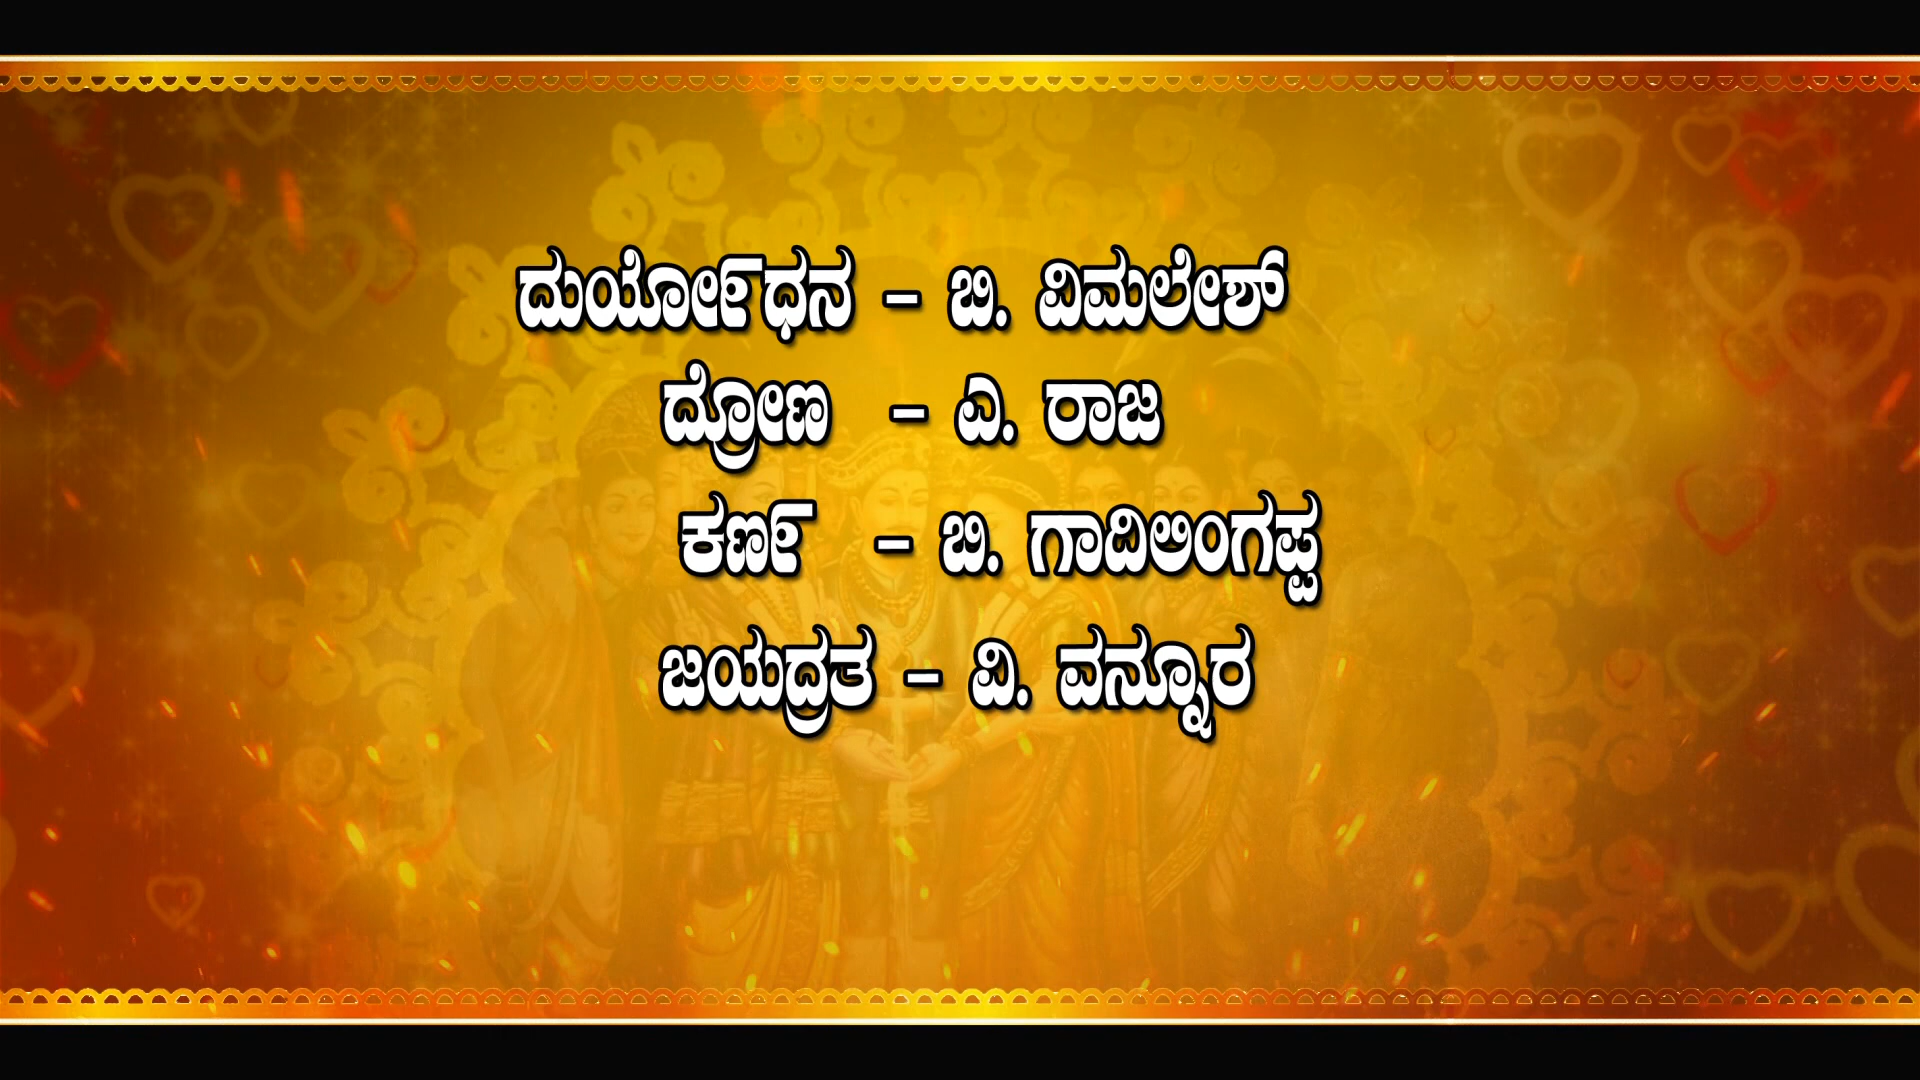 ದುರ್ಯೋಧನ – ಬಿ. ವಿಮಲೇಶ್
ದ್ರೋಣ – ಎ. ರಾಜ
ಕರ್ಣ – ಬಿ. ಗಾದಿಲಿಂಗಪ್ಪ
ಜಯದ್ರತ – ವಿ. ವನ್ನೂರ